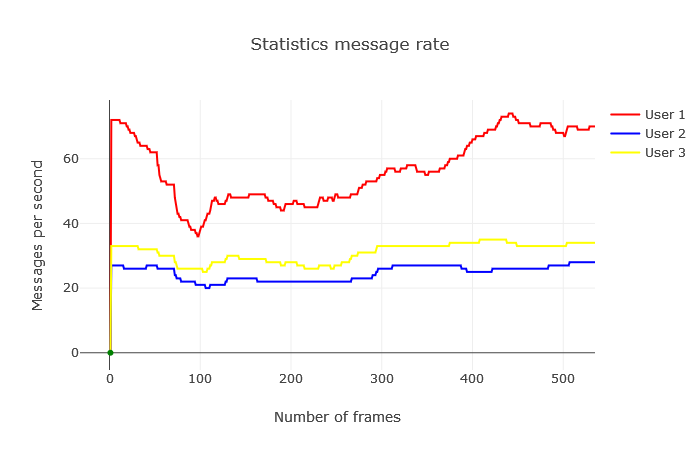 Statistics message rate
User 1
User 2
User 3
Messages per second
60
40
20
0
0 100 200 300 400 500
Number of frames